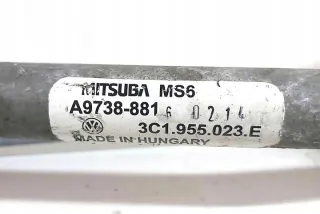 MITSUBA MS6
A9738-881 6 0214
3C1.955.023.E
MADE IN HUNGARY